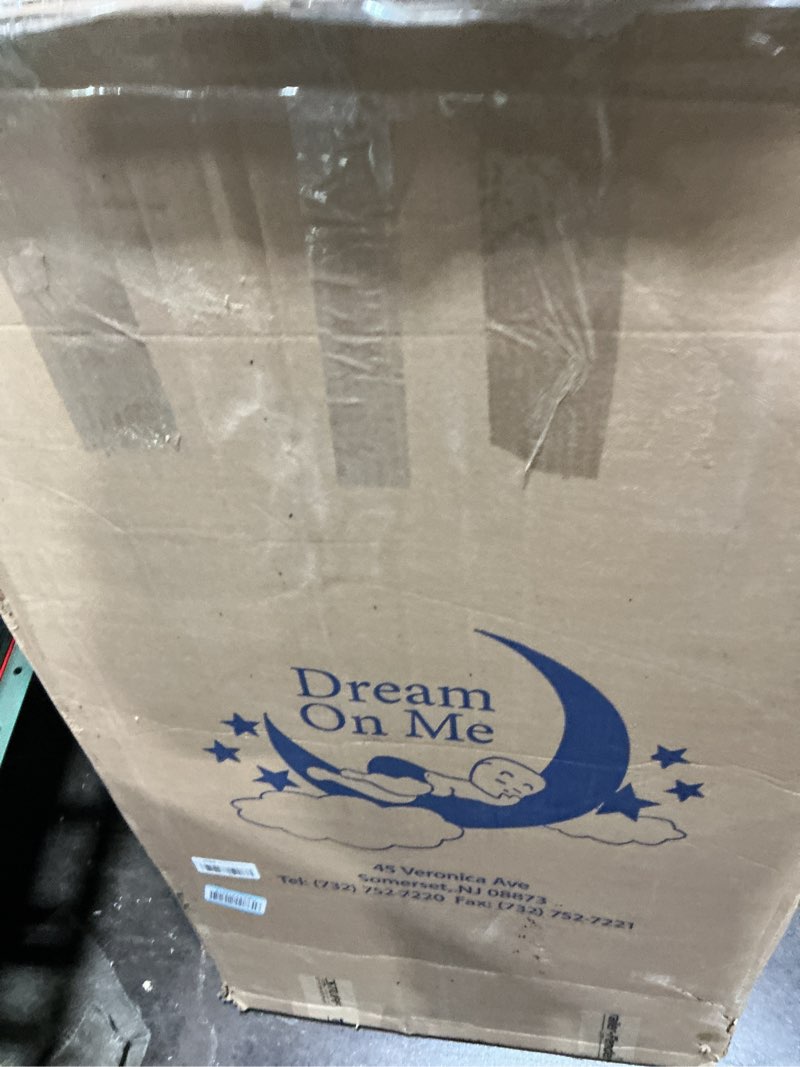 Dream
On Me
45 Veronica Ave
Somerset, NJ 08873
Tel: (732) 752-7220 Fax: (732) 752-7221